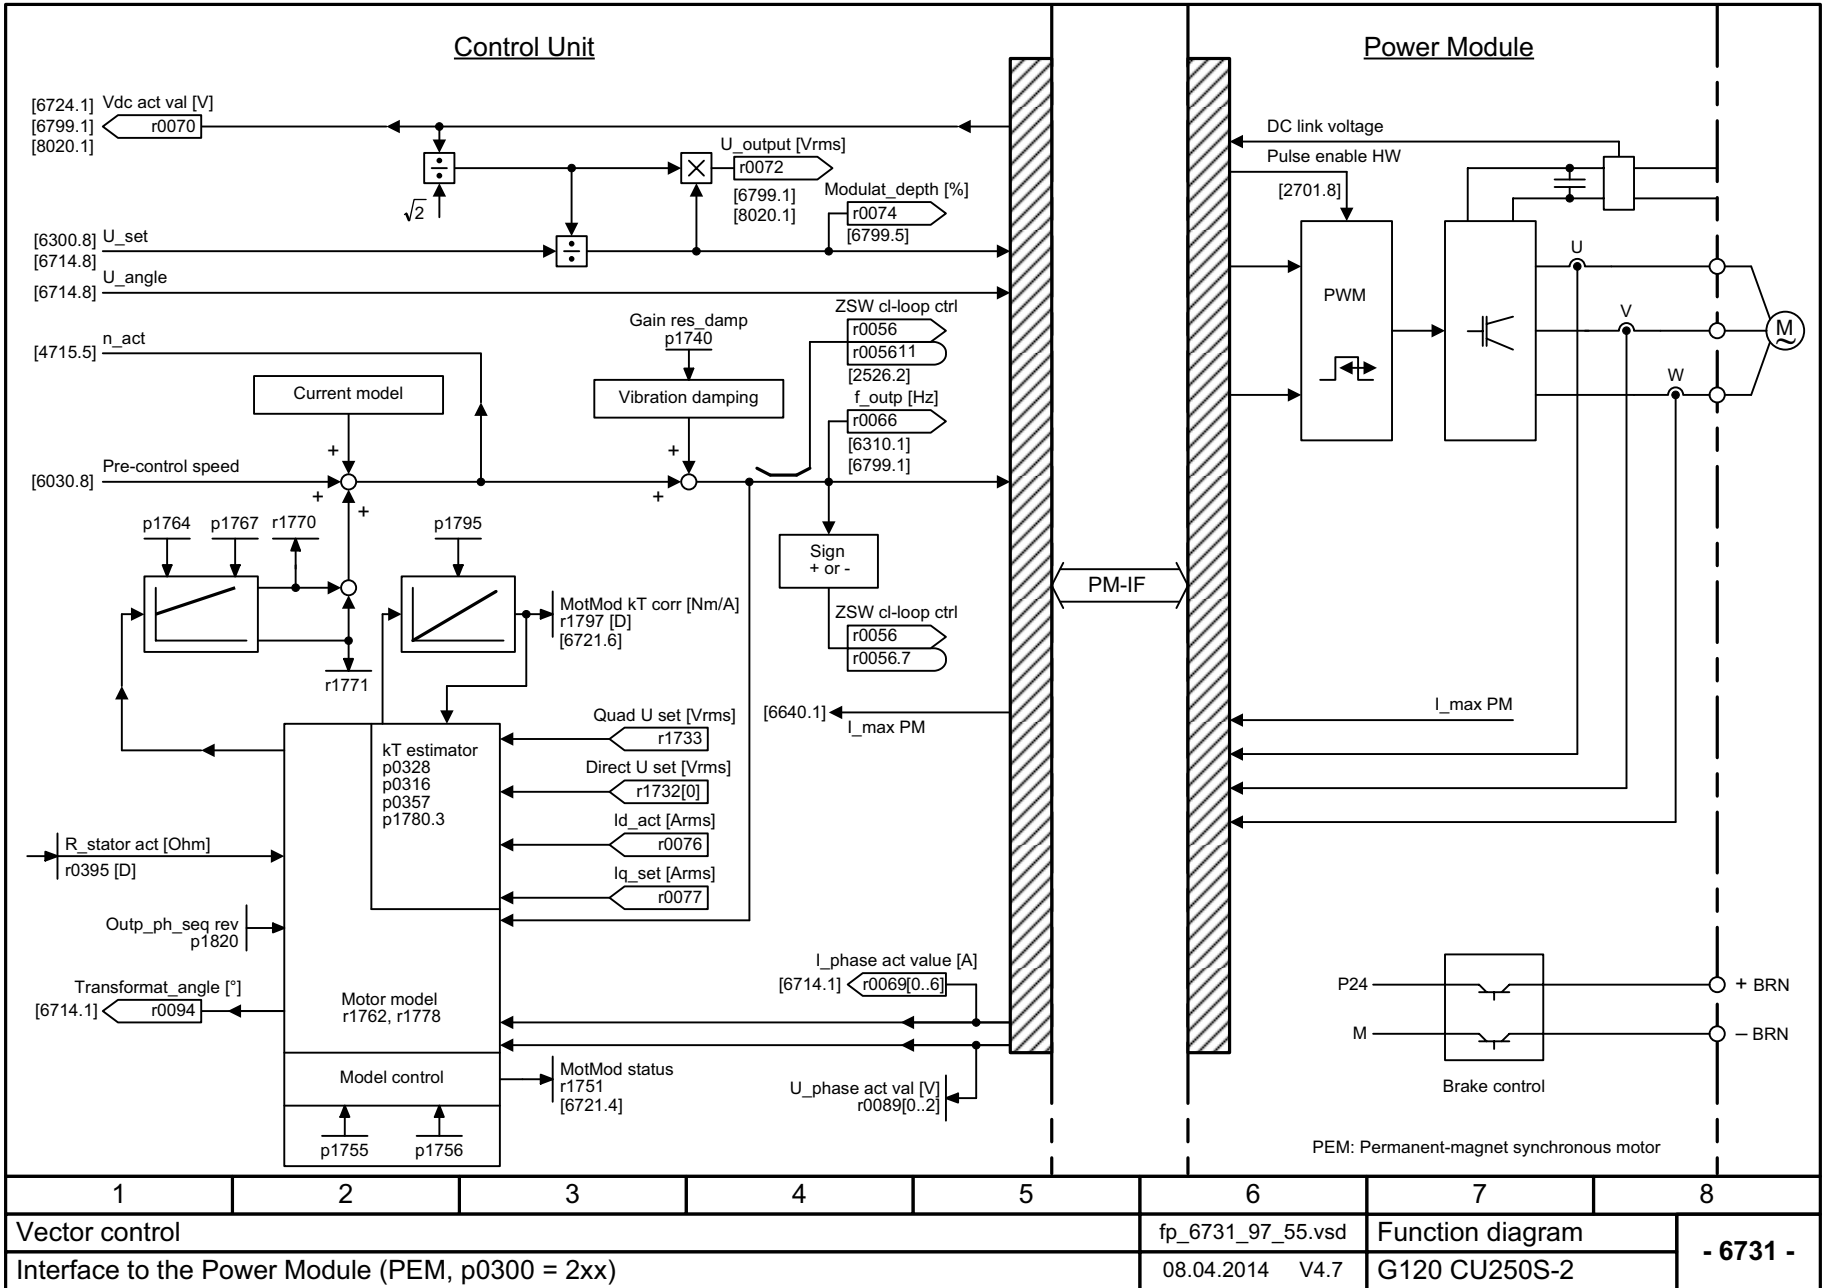 Control Unit
Power Module
[6724.1] Vdc act val [V]
[6799.1] r0070
[8020.1]
÷
√2
×
U_output [Vrms]
r0072
[6799.1]
[8020.1]
Modulat_depth [%]
r0074
[6799.5]
[6300.8] U_set
[6714.8]
÷
U_angle
[6714.8]
n_act
[4715.5]
Current model
+
Gain res_damp
p1740
Vibration damping
+
ZSW cl-loop ctrl
r0056
r005611
[2526.2]
f_outp [Hz]
r0066
[6310.1]
[6799.1]
Pre-control speed
[6030.8]
+
+
+
p1764 p1767 r1770
p1795
r1771
MotMod kT corr [Nm/A]
r1797 [D]
[6721.6]
Sign
+ or -
ZSW cl-loop ctrl
r0056
r0056.7
[6640.1]
I_max PM
kT estimator
p0328
p0316
p0357
p1780.3
Quad U set [Vrms]
r1733
Direct U set [Vrms]
r1732[0]
Id_act [Arms]
r0076
Iq_set [Arms]
r0077
R_stator act [Ohm]
r0395 [D]
Outp_ph_seq rev
p1820
Transformat_angle [°]
[6714.1] r0094
Motor model
r1762, r1778
Model control
p1755 p1756
MotMod status
r1751
[6721.4]
I_phase act value [A]
[6714.1] r0069[0..6]
U_phase act val [V]
r0089[0..2]
PM-IF
DC link voltage
Pulse enable HW
[2701.8]
PWM
U
V
W
M
~
I_max PM
P24
M
+ BRN
– BRN
Brake control
PEM: Permanent-magnet synchronous motor
1 2 3 4 5 6 7 8
Vector control
fp_6731_97_55.vsd
Function diagram
- 6731 -
Interface to the Power Module (PEM, p0300 = 2xx)
08.04.2014 V4.7
G120 CU250S-2